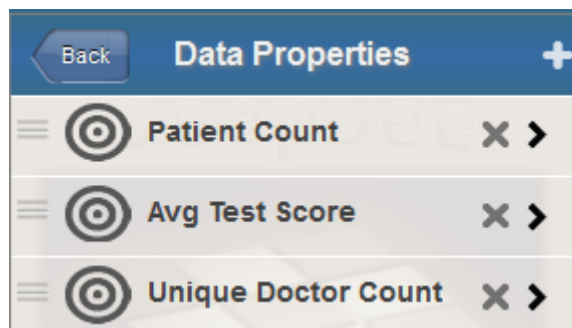 Back
Data Properties
Patient Count
Avg Test Score
Unique Doctor Count